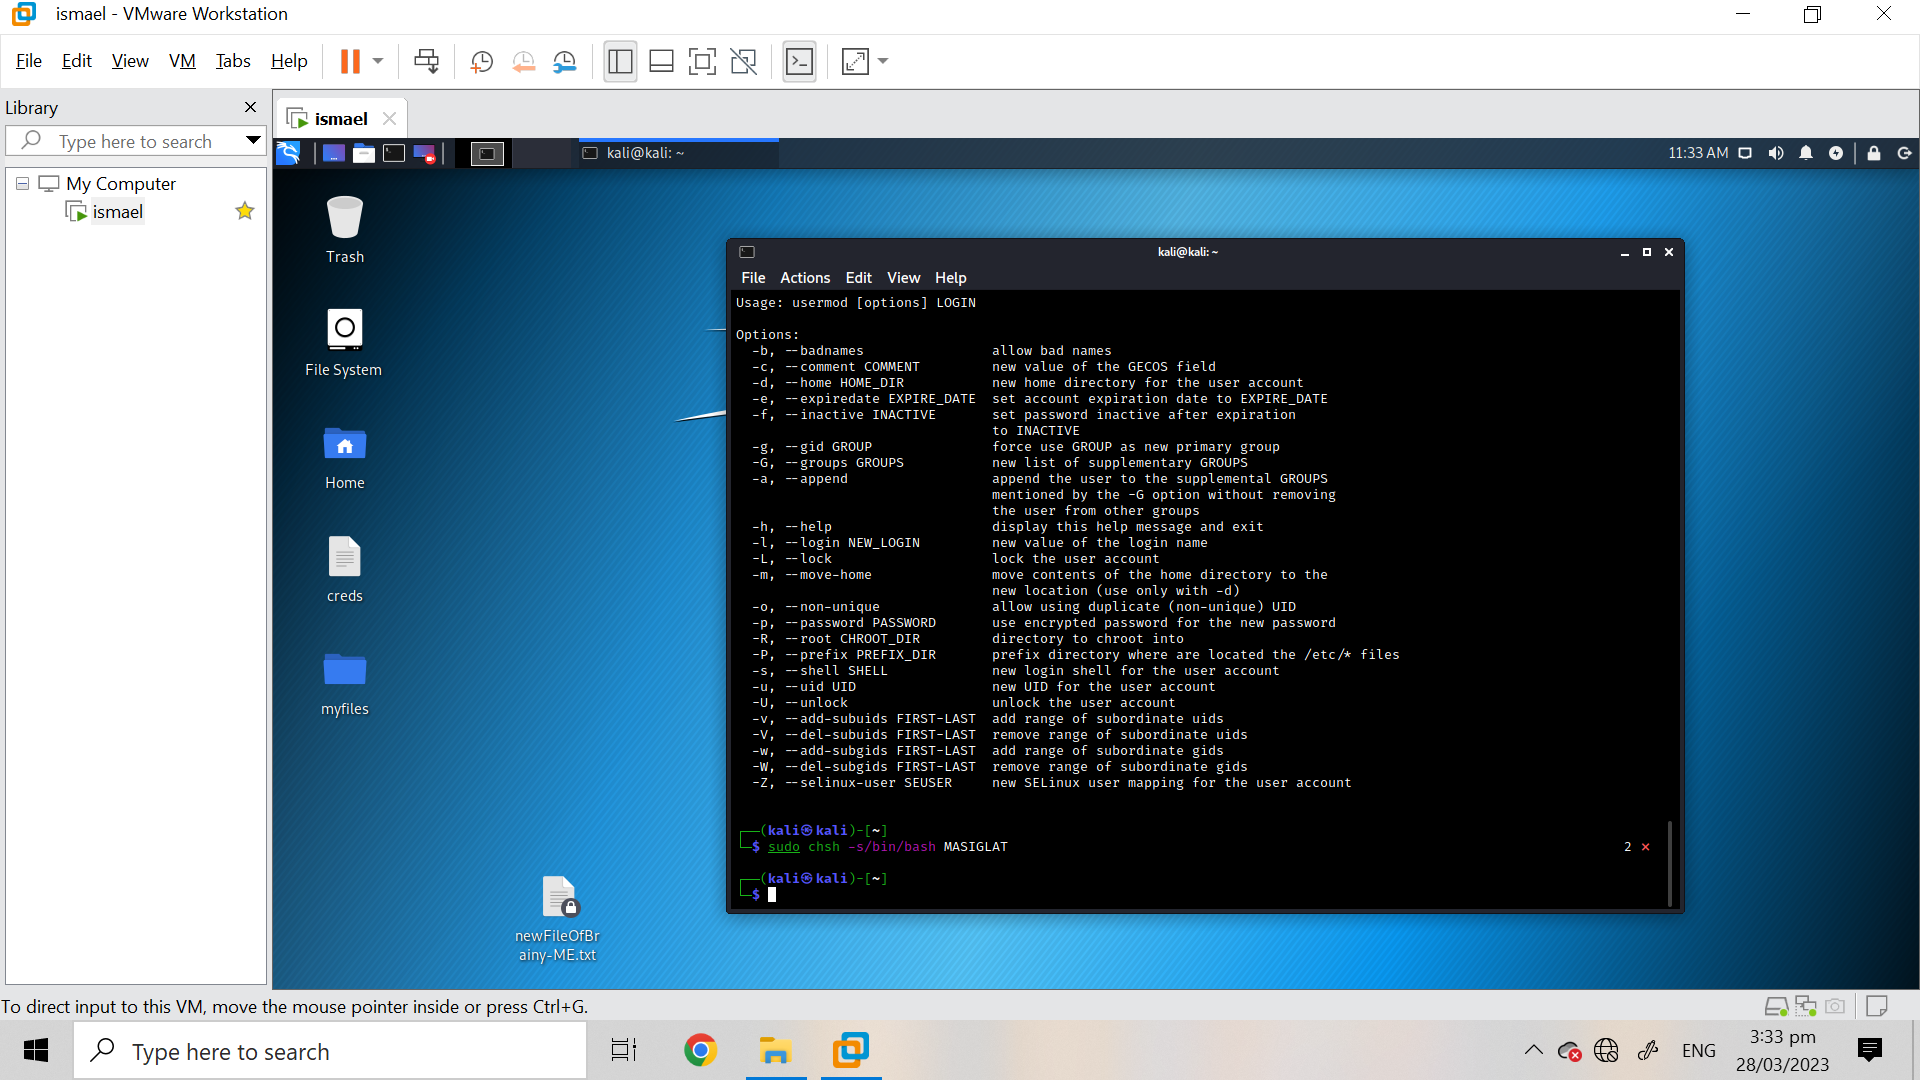 ismael - VMware Workstation
File Edit View VM Tabs Help
Library
Type here to search
My Computer
ismael
ismael
kali@kali: ~
11:33 AM
Trash
File System
Home
creds
myfiles
newFileOfBr
ainy-ME.txt
kali@kali: ~
File Actions Edit View Help
Usage: usermod [options] LOGIN
Options:
-b, --badnames allow bad names
-c, --comment COMMENT new value of the GECOS field
-d, --home HOME_DIR new home directory for the user account
-e, --expiredate EXPIRE_DATE set account expiration date to EXPIRE_DATE
-f, --inactive INACTIVE set password inactive after expiration
to INACTIVE
-g, --gid GROUP force use GROUP as new primary group
-G, --groups GROUPS new list of supplementary GROUPS
-a, --append append the user to the supplemental GROUPS
mentioned by the -G option without removing
the user from other groups
-h, --help display this help message and exit
-l, --login NEW_LOGIN new value of the login name
-L, --lock lock the user account
-m, --move-home move contents of the home directory to the
new location (use only with -d)
-o, --non-unique allow using duplicate (non-unique) UID
-p, --password PASSWORD use encrypted password for the new password
-R, --root CHROOT_DIR directory to chroot into
-P, --prefix PREFIX_DIR prefix directory where are located the /etc/* files
-s, --shell SHELL new login shell for the user account
-u, --uid UID new UID for the user account
-U, --unlock unlock the user account
-v, --add-subuids FIRST-LAST add range of subordinate uids
-V, --del-subuids FIRST-LAST remove range of subordinate uids
-w, --add-subgids FIRST-LAST add range of subordinate gids
-W, --del-subgids FIRST-LAST remove range of subordinate gids
-Z, --selinux-user SEUSER new SELinux user mapping for the user account
┌──(kali㉿kali)-[~]
└─$ sudo chsh -s/bin/bash MASIGLAT 2 ⨯
┌──(kali㉿kali)-[~]
└─$
To direct input to this VM, move the mouse pointer inside or press Ctrl+G.
Type here to search
ENG
3:33 pm
28/03/2023